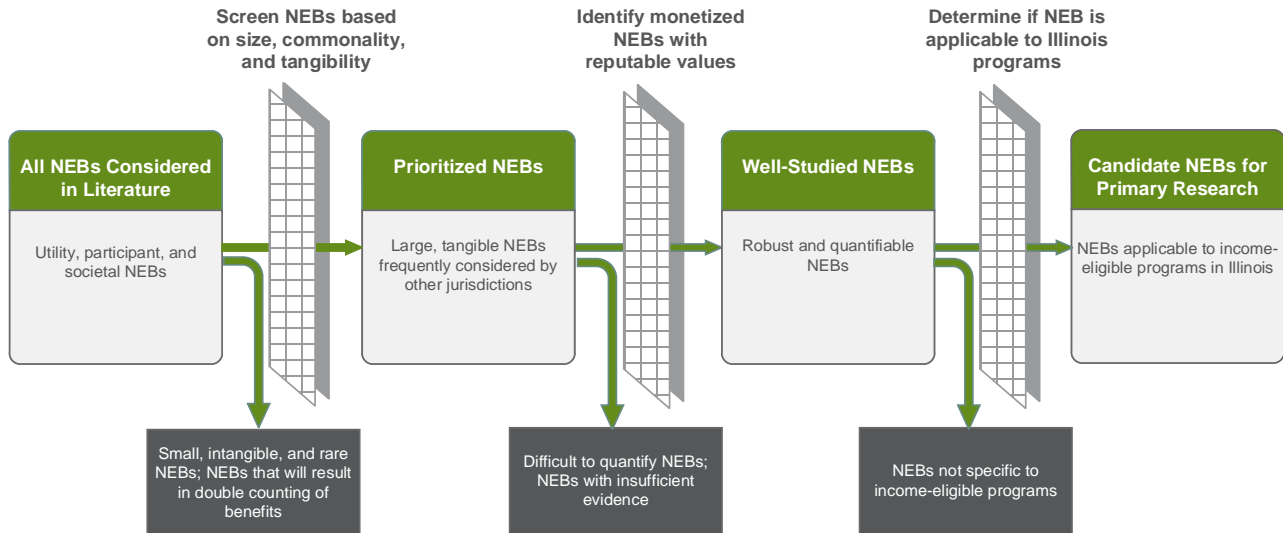 Screen NEBs based
on size, commonality,
and tangibility
Identify monetized
NEBs with
reputable values
Determine if NEB is
applicable to Illinois
programs
All NEBs Considered
in Literature
Utility, participant, and
societal NEBs
Prioritized NEBs
Large, tangible NEBs
frequently considered by
other jurisdictions
Well-Studied NEBs
Robust and quantifiable
NEBs
Candidate NEBs for
Primary Research
NEBs applicable to income-
eligible programs in Illinois
Small, intangible, and rare
NEBs; NEBs that will result
in double counting of
benefits
Difficult to quantify NEBs;
NEBs with insufficient
evidence
NEBs not specific to
income-eligible programs